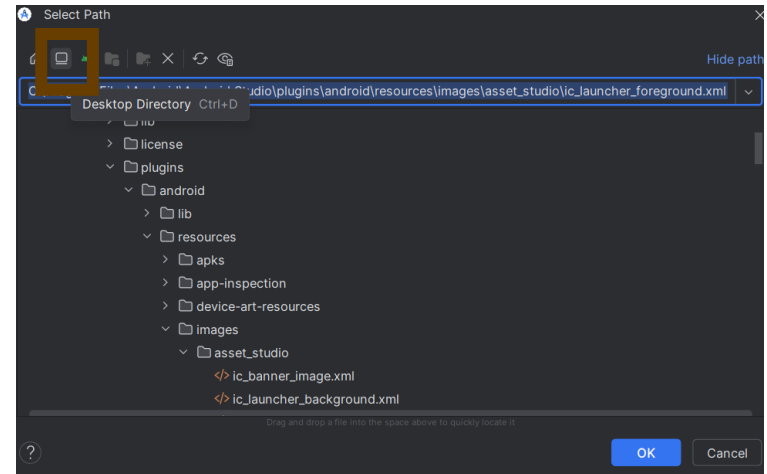 Select Path
Hide path
Studio\plugins\android\resources\images\asset_studio\ic_launcher_foreground.xml
Desktop Directory Ctrl+D
lib
license
plugins
android
lib
resources
apks
app-inspection
device-art-resources
images
asset_studio
ic_banner_image.xml
ic_launcher_background.xml
Drag and drop a file into the space above to quickly locate it
?
OK
Cancel